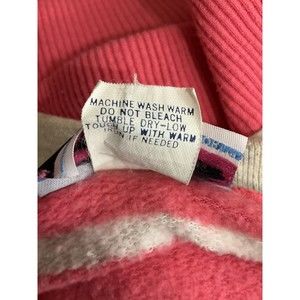 MACHINE WASH WARM
DO NOT BLEACH
TUMBLE DRY-LOW
TOUCH UP WITH WARM
IRON IF NEEDED